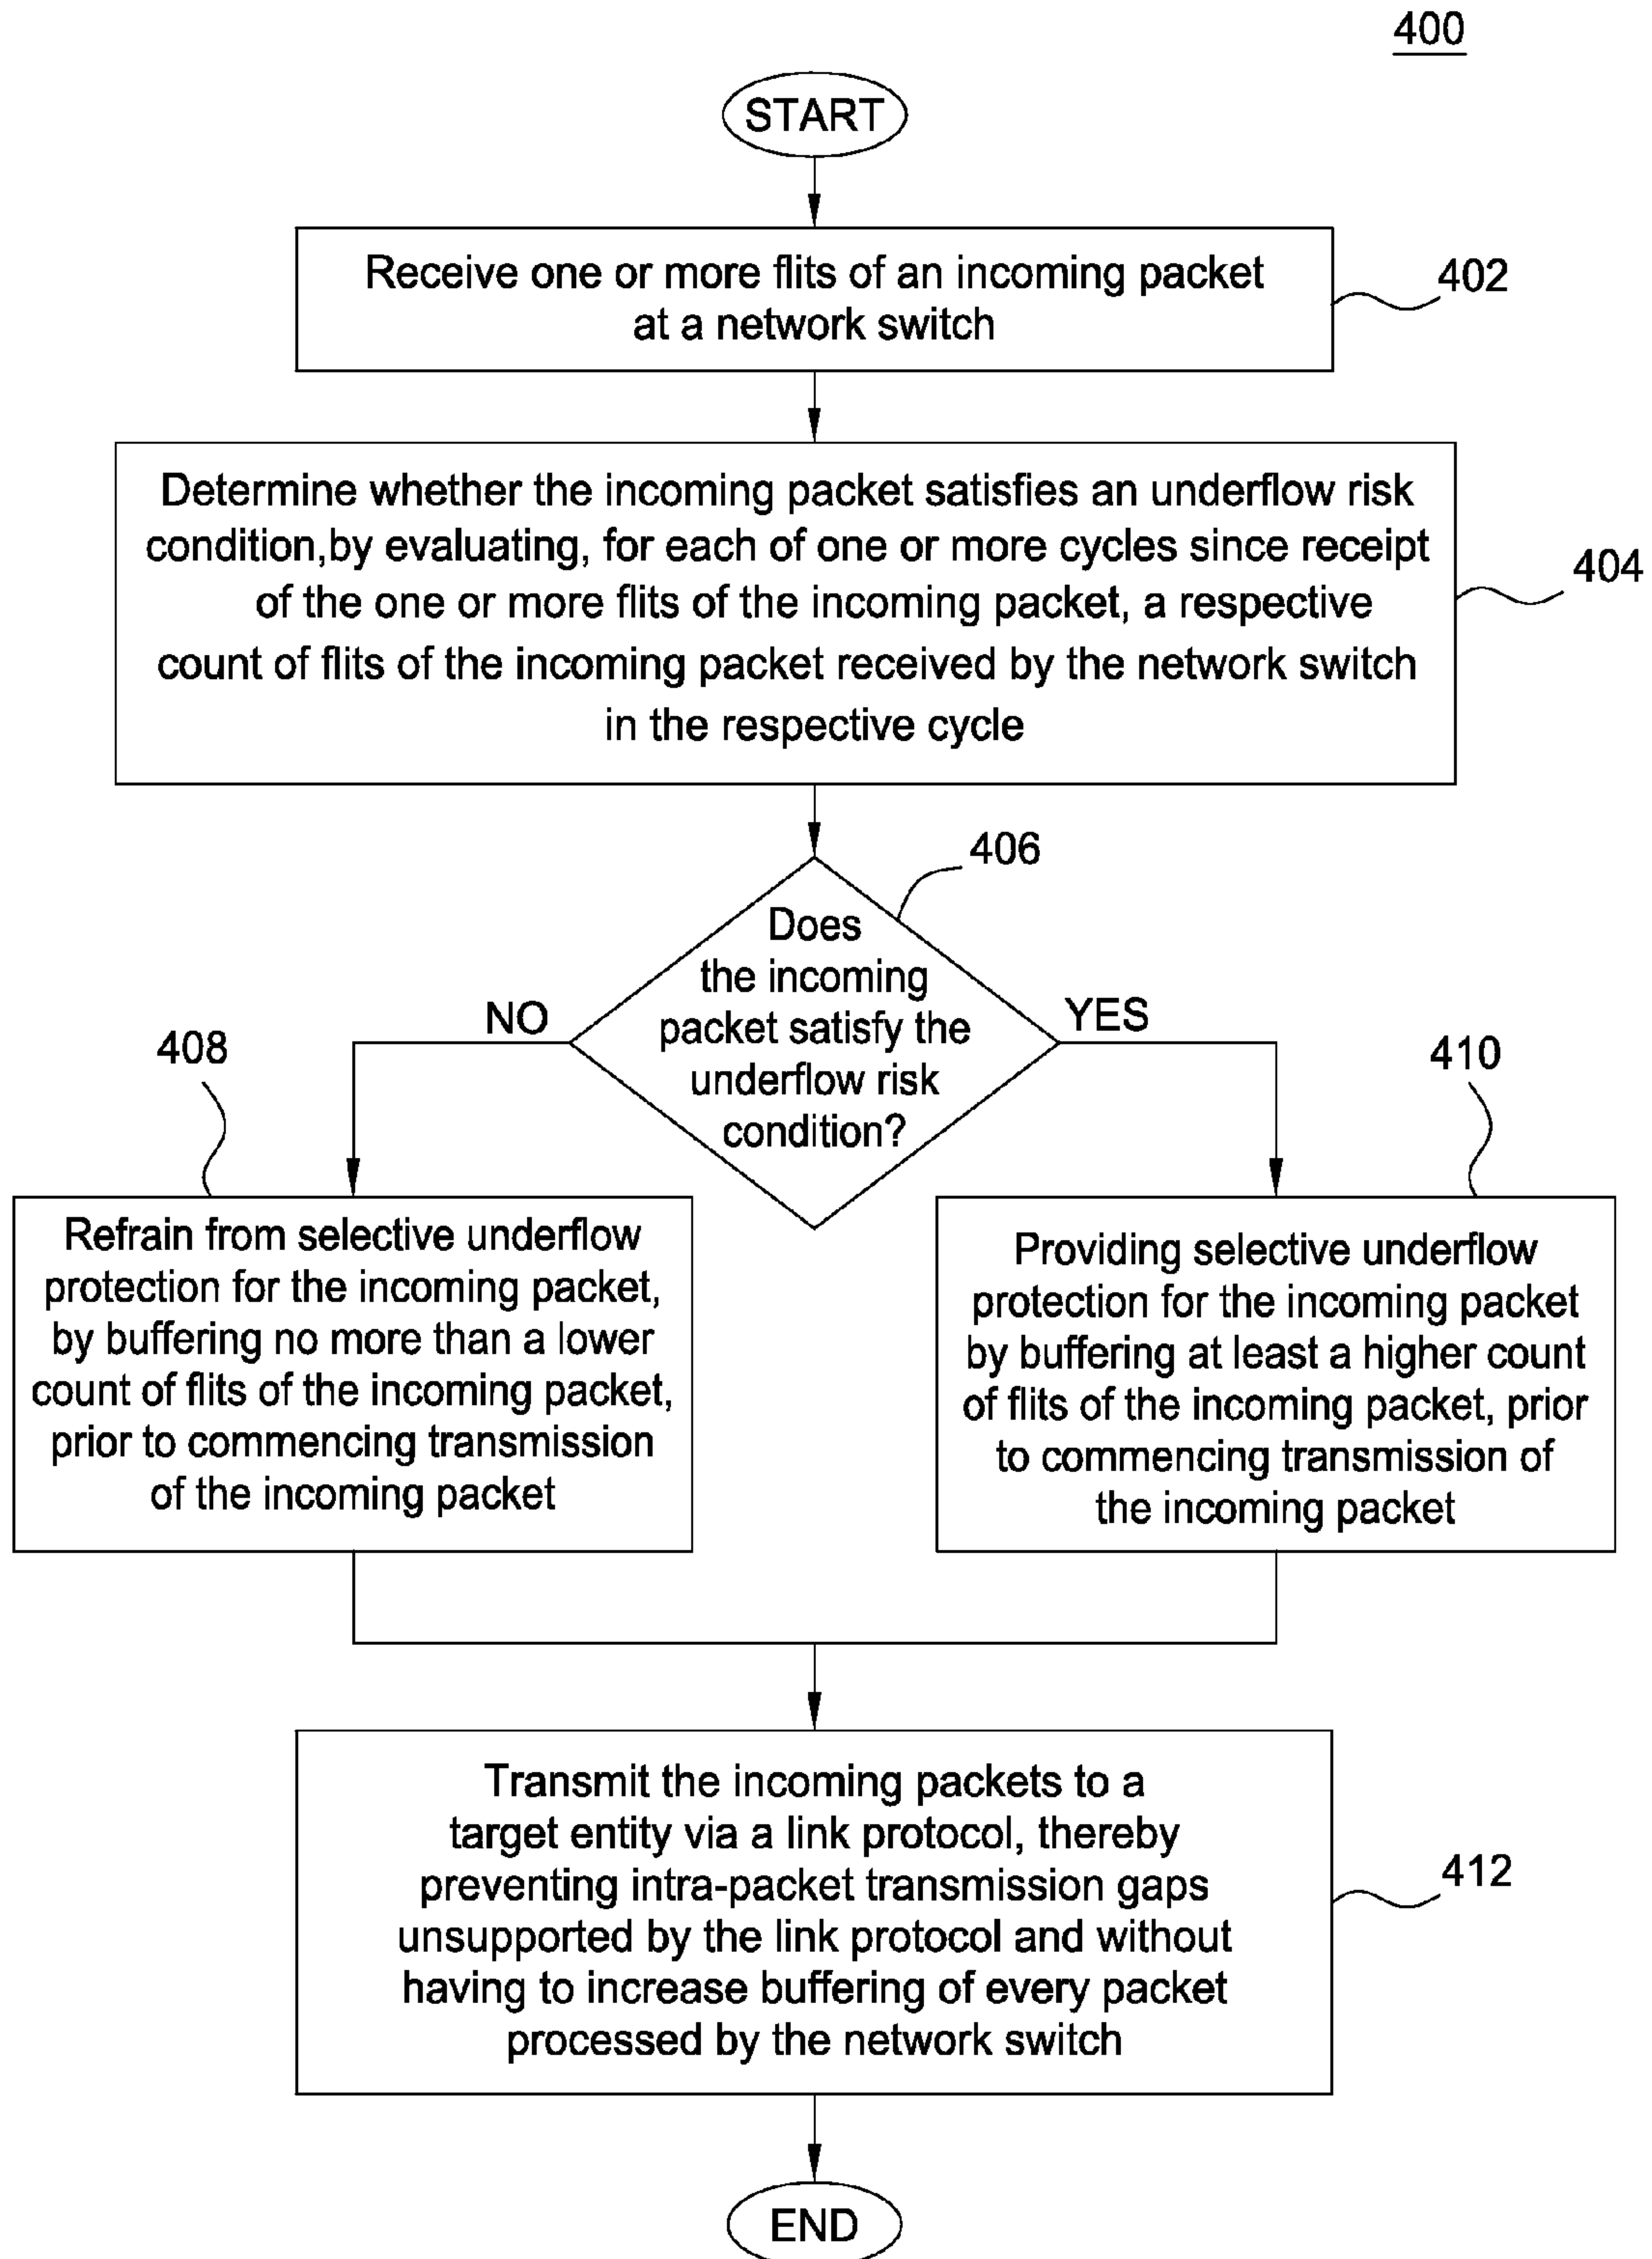 400
START
Receive one or more flits of an incoming packet
at a network switch
402
Determine whether the incoming packet satisfies an underflow risk
condition,by evaluating, for each of one or more cycles since receipt
of the one or more flits of the incoming packet, a respective
count of flits of the incoming packet received by the network switch
in the respective cycle
404
406
Does
the incoming
packet satisfy the
underflow risk
condition?
NO
YES
408
Refrain from selective underflow
protection for the incoming packet,
by buffering no more than a lower
count of flits of the incoming packet,
prior to commencing transmission
of the incoming packet
410
Providing selective underflow
protection for the incoming packet
by buffering at least a higher count
of flits of the incoming packet, prior
to commencing transmission of
the incoming packet
Transmit the incoming packets to a
target entity via a link protocol, thereby
preventing intra-packet transmission gaps
unsupported by the link protocol and without
having to increase buffering of every packet
processed by the network switch
412
END